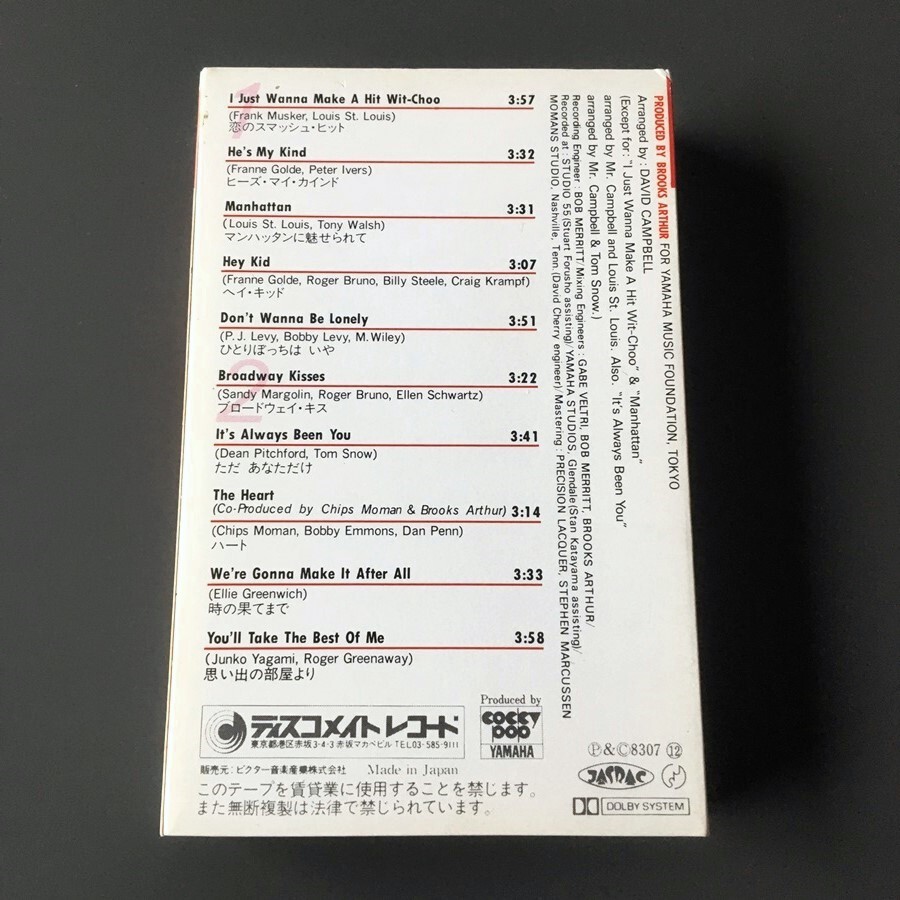 1
I Just Wanna Make A Hit Wit-Choo 3:57
(Frank Musker, Louis St. Louis)
恋のスマッシュ・ヒット
He's My Kind 3:32
(Franne Golde, Peter Ivers)
ヒーズ・マイ・カインド
Manhattan 3:31
(Louis St. Louis, Tony Walsh)
マンハッタンに魅せられて
Hey Kid 3:07
(Franne Golde, Roger Bruno, Billy Steele, Craig Krampf)
ヘイ・キッド
Don't Wanna Be Lonely 3:51
(P. J. Levy, Bobby Levy, M. Wiley)
ひとりぼっちは いや
2
Broadway Kisses 3:22
(Sandy Margolin, Roger Bruno, Ellen Schwartz)
ブロードウェイ・キス
It's Always Been You 3:41
(Dean Pitchford, Tom Snow)
ただ あなただけ
The Heart
(Co-Produced by Chips Moman & Brooks Arthur) 3:14
(Chips Moman, Bobby Emmons, Dan Penn)
ハート
We're Gonna Make It After All 3:33
(Ellie Greenwich)
時の果てまで
You'll Take The Best Of Me 3:58
(Junko Yagami, Roger Greenaway)
思い出の部屋より
PRODUCED BY BROOKS ARTHUR FOR YAMAHA MUSIC FOUNDATION, TOKYO
Arranged by : DAVID CAMPBELL
(Except for : "I Just Wanna Make A Hit Wit-Choo" & "Manhattan"
arranged by Mr. Campbell and Louis St. Louis. Also. "It's Always Been You"
arranged by Mr. Campbell & Tom Snow.)
Recording Engineer : BOB MERRITT/Mixing Engineers : GABE VELTRI, BOB MERRITT, BROOKS ARTHUR/
Recorded at : STUDIO 55(Stuart Forusho assisting)/YAMAHA STUDIOS, Glendale(Stan Katayama assisting)/
MOMANS STUDIO, Nashville, Tenn.(David Cherry engineer)/Mastering : PRECISION LACQUER, STEPHEN MARCUSSEN
ディスコメイトレコード
東京都港区赤坂3-4-3 赤坂マカベビル TEL03-585-9111
Produced by
COCKY POP
YAMAHA
販売元:ビクター音楽産業株式会社 Made in Japan
このテープを賃貸業に使用することを禁じます。
また無断複製は法律で禁じられています。
Ⓟ&Ⓒ8307 ⑫
JASRAC
DOLBY SYSTEM